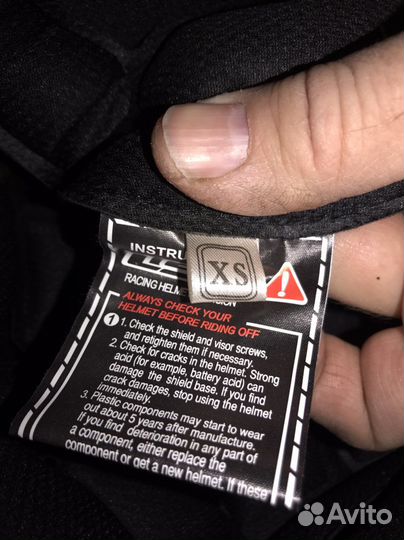 XS
RACING HELME
ALWAYS CHECK YOUR
HELMET BEFORE RIDING OFF
1 1. Check the shield and visor screws,
and retighten them if necessary.
2. Check for cracks in the helmet. Strong
acid (for example, battery acid) can
damage the shield base. If you find
crack damages, stop using the helmet
immediately.
3. Plastic components may start to wear
out about 5 years after manufacture.
If you find deterioration in any part of
a component, either replace the
component or get a new helmet. If these
Avito